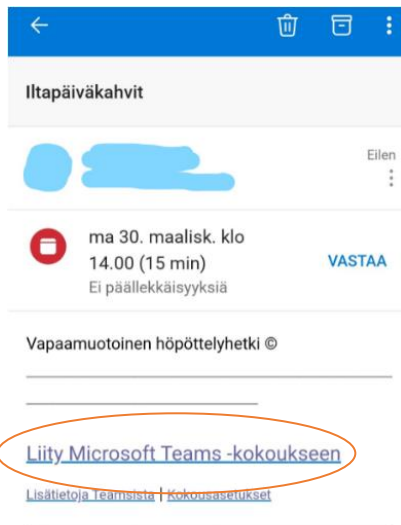 Iltapäiväkahvit
Eilen
ma 30. maalisk. klo
14.00 (15 min)
VASTAA
Ei päällekkäisyyksiä
Vapaamuotoinen höpöttelyhetki ©
Liity Microsoft Teams -kokoukseen
Lisätietoja Teamsista | Kokousasetukset